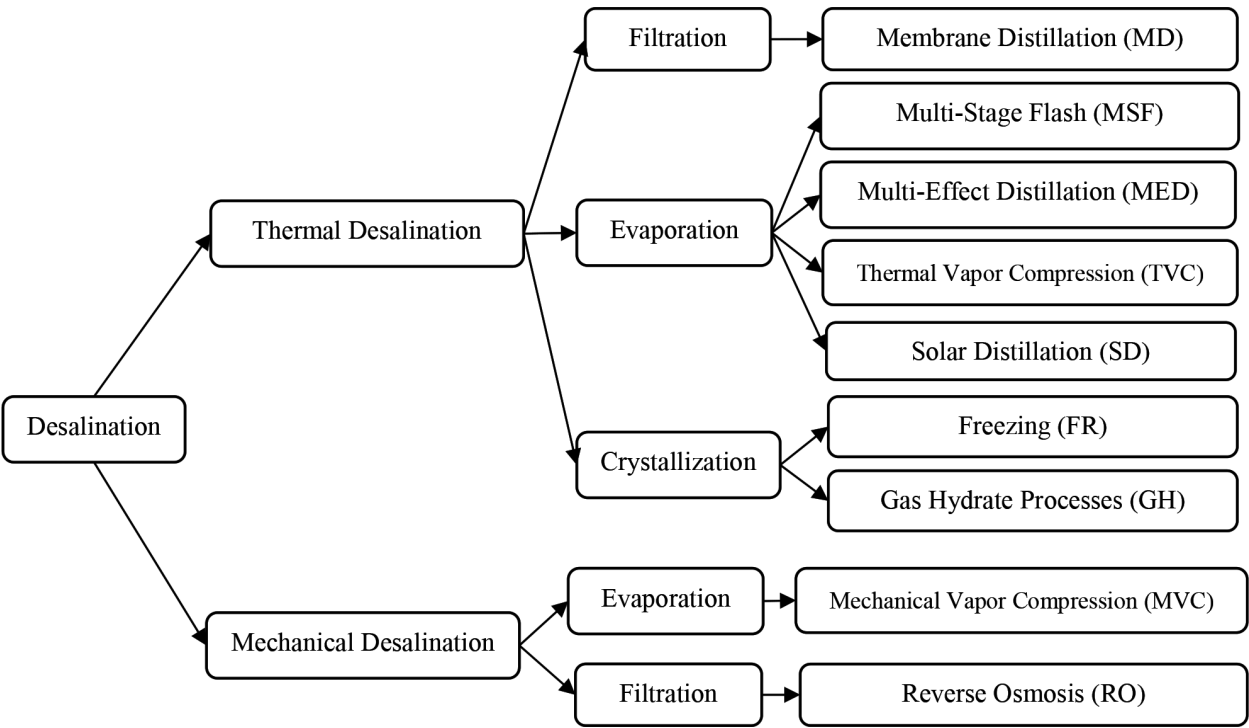 Filtration
Membrane Distillation (MD)
Multi-Stage Flash (MSF)
Multi-Effect Distillation (MED)
Thermal Desalination
Evaporation
Thermal Vapor Compression (TVC)
Solar Distillation (SD)
Desalination
Freezing (FR)
Crystallization
Gas Hydrate Processes (GH)
Evaporation
Mechanical Vapor Compression (MVC)
Mechanical Desalination
Filtration
Reverse Osmosis (RO)